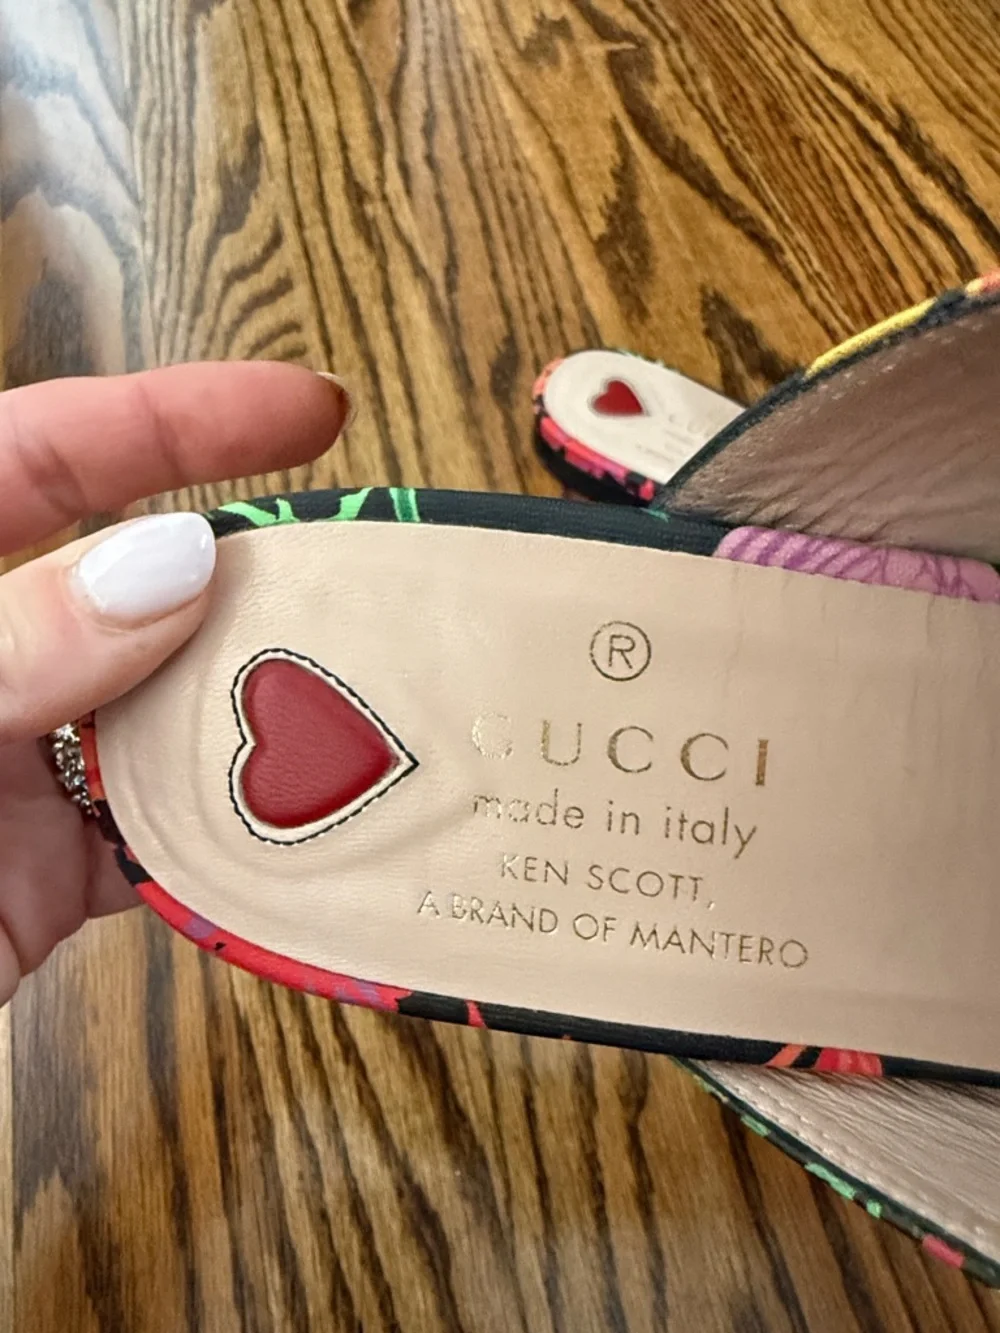 ®
GUCCI
made in italy
KEN SCOTT,
A BRAND OF MANTERO